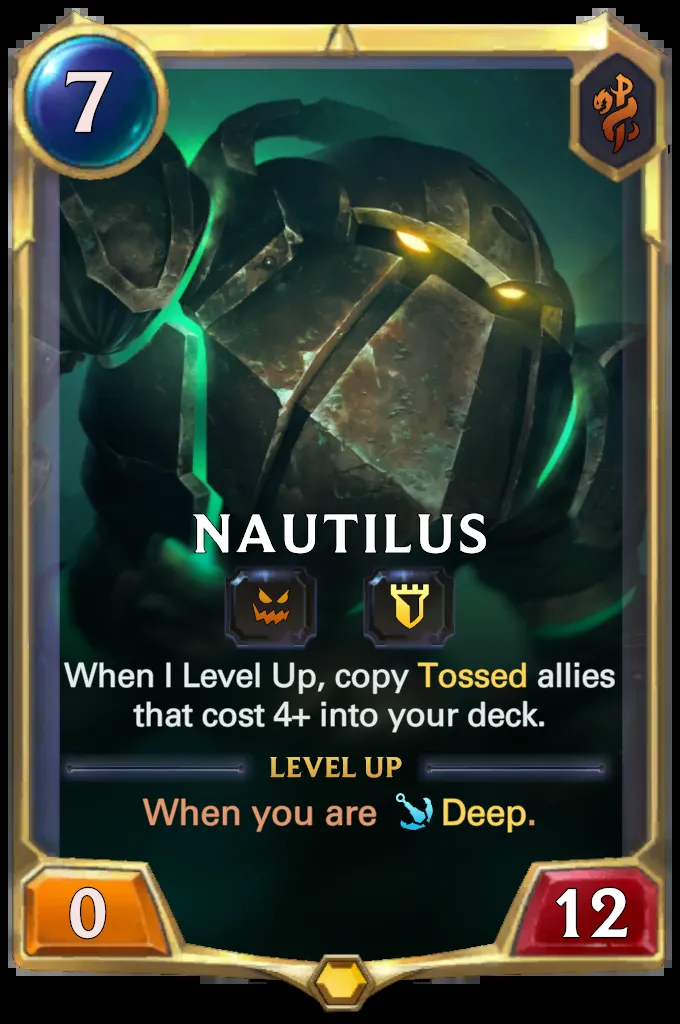 7
NAUTILUS
When I Level Up, copy Tossed allies
that cost 4+ into your deck.
LEVEL UP
When you are Deep.
0
12